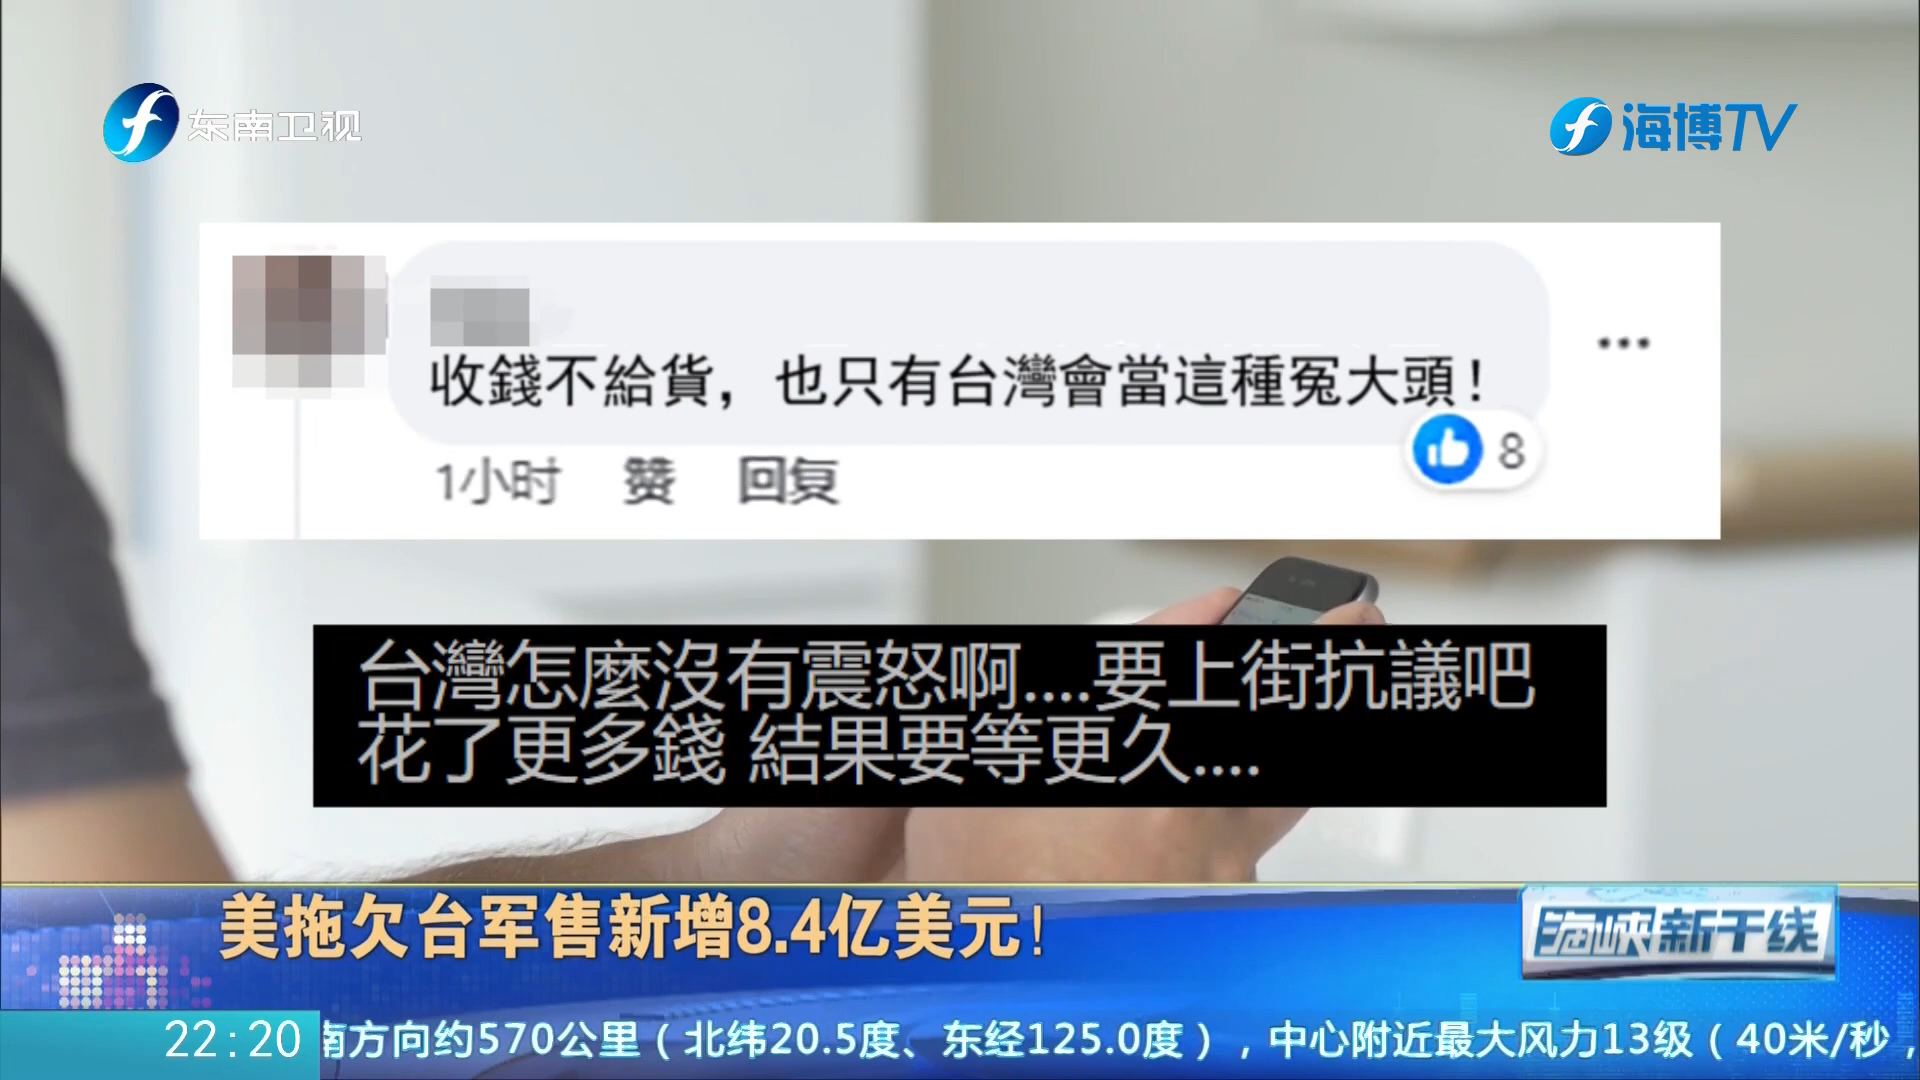 东南卫视
海博TV
收錢不給貨，也只有台灣會當這種冤大頭！
8
1小时 赞 回复
台灣怎麼沒有震怒啊....要上街抗議吧
花了更多錢 結果要等更久....
美拖欠台军售新增8.4亿美元！
海峡新干线
22:20
南方向约570公里（北纬20.5度、东经125.0度），中心附近最大风力13级（40米/秒，